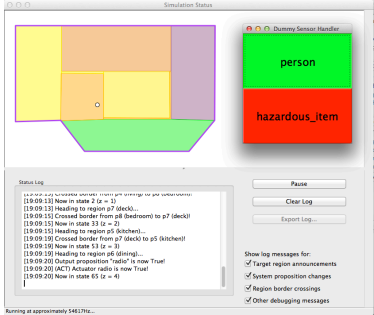 Simulation Status
Dummy Sensor Handler
person
hazardous_item
Status Log
[19:09:13] Crossed border from p4 (living) to p8 (bedroom)!
[19:09:13] Now in state 2 (z = 1)
[19:09:13] Heading to region p7 (deck)...
[19:09:15] Crossed border from p8 (bedroom) to p7 (deck)!
[19:09:15] Now in state 33 (z = 2)
[19:09:15] Heading to region p5 (kitchen)...
[19:09:19] Crossed border from p7 (deck) to p5 (kitchen)!
[19:09:19] Now in state 53 (z = 3)
[19:09:19] Heading to region p6 (dining)...
[19:09:20] Output proposition "radio" is now True!
[19:09:20] (ACT) Actuator radio is now True!
[19:09:20] Now in state 65 (z = 4)
Pause
Clear Log
Export Log...
Show log messages for:
Target region announcements
System proposition changes
Region border crossings
Other debugging messages
Running at approximately 54617Hz...